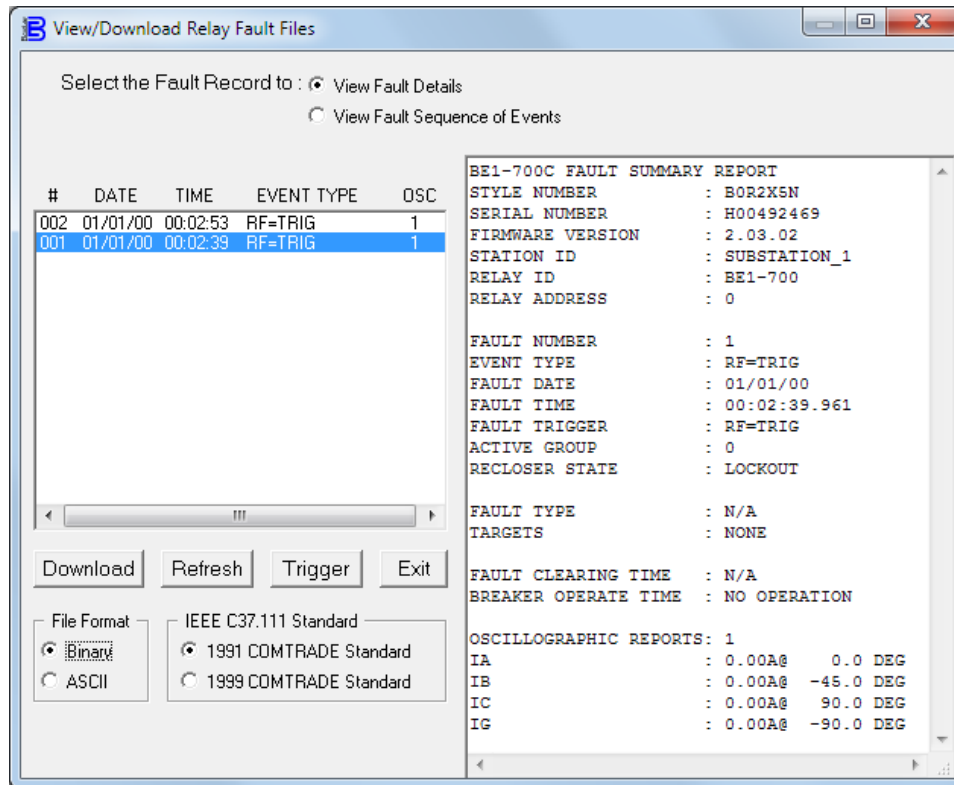 View/Download Relay Fault Files
Select the Fault Record to : View Fault Details
View Fault Sequence of Events
# DATE TIME EVENT TYPE OSC
002 01/01/00 00:02:53 RF=TRIG 1
001 01/01/00 00:02:39 RF=TRIG 1
Download Refresh Trigger Exit
File Format
Binary
ASCII
IEEE C37.111 Standard
1991 COMTRADE Standard
1999 COMTRADE Standard
BE1-700C FAULT SUMMARY REPORT
STYLE NUMBER : B0R2X5N
SERIAL NUMBER : H00492469
FIRMWARE VERSION : 2.03.02
STATION ID : SUBSTATION_1
RELAY ID : BE1-700
RELAY ADDRESS : 0
FAULT NUMBER : 1
EVENT TYPE : RF=TRIG
FAULT DATE : 01/01/00
FAULT TIME : 00:02:39.961
FAULT TRIGGER : RF=TRIG
ACTIVE GROUP : 0
RECLOSER STATE : LOCKOUT
FAULT TYPE : N/A
TARGETS : NONE
FAULT CLEARING TIME : N/A
BREAKER OPERATE TIME : NO OPERATION
OSCILLOGRAPHIC REPORTS: 1
IA : 0.00A@ 0.0 DEG
IB : 0.00A@ -45.0 DEG
IC : 0.00A@ 90.0 DEG
IG : 0.00A@ -90.0 DEG